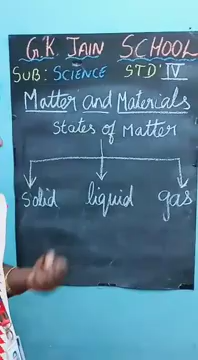 G.K. JAIN SCHOOL
SUB: SCIENCE STD: IV
Matter and Materials
States of Matter
Solid liquid gas